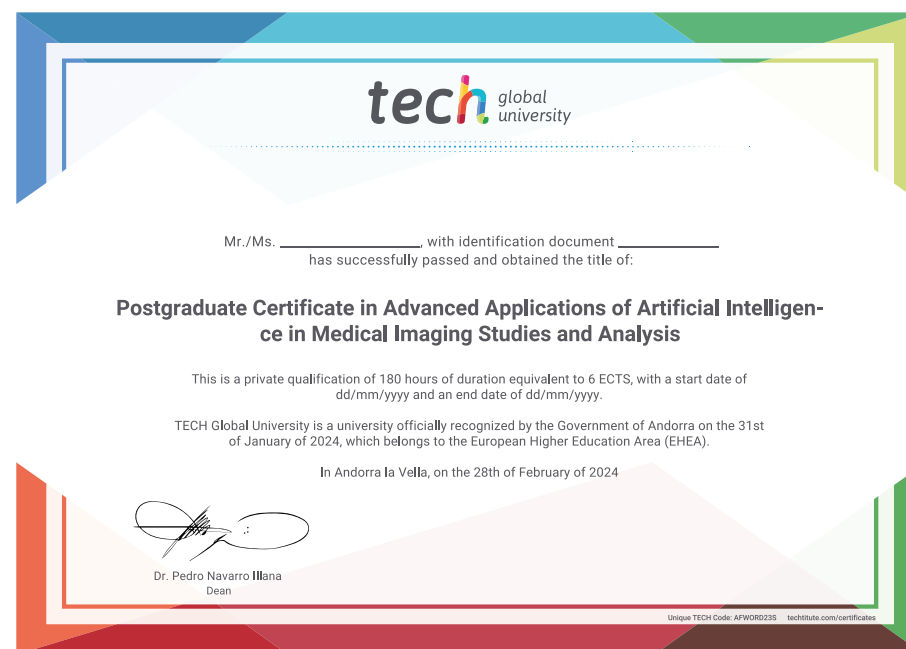 tech global
university
Mr./Ms. ____________________, with identification document ______________
has successfully passed and obtained the title of:
Postgraduate Certificate in Advanced Applications of Artificial Intelligen-
ce in Medical Imaging Studies and Analysis
This is a private qualification of 180 hours of duration equivalent to 6 ECTS, with a start date of
dd/mm/yyyy and an end date of dd/mm/yyyy.
TECH Global University is a university officially recognized by the Government of Andorra on the 31st
of January of 2024, which belongs to the European Higher Education Area (EHEA).
In Andorra la Vella, on the 28th of February of 2024
Dr. Pedro Navarro Illana
Dean
Unique TECH Code: AFWORD23S techtitute.com/certificates